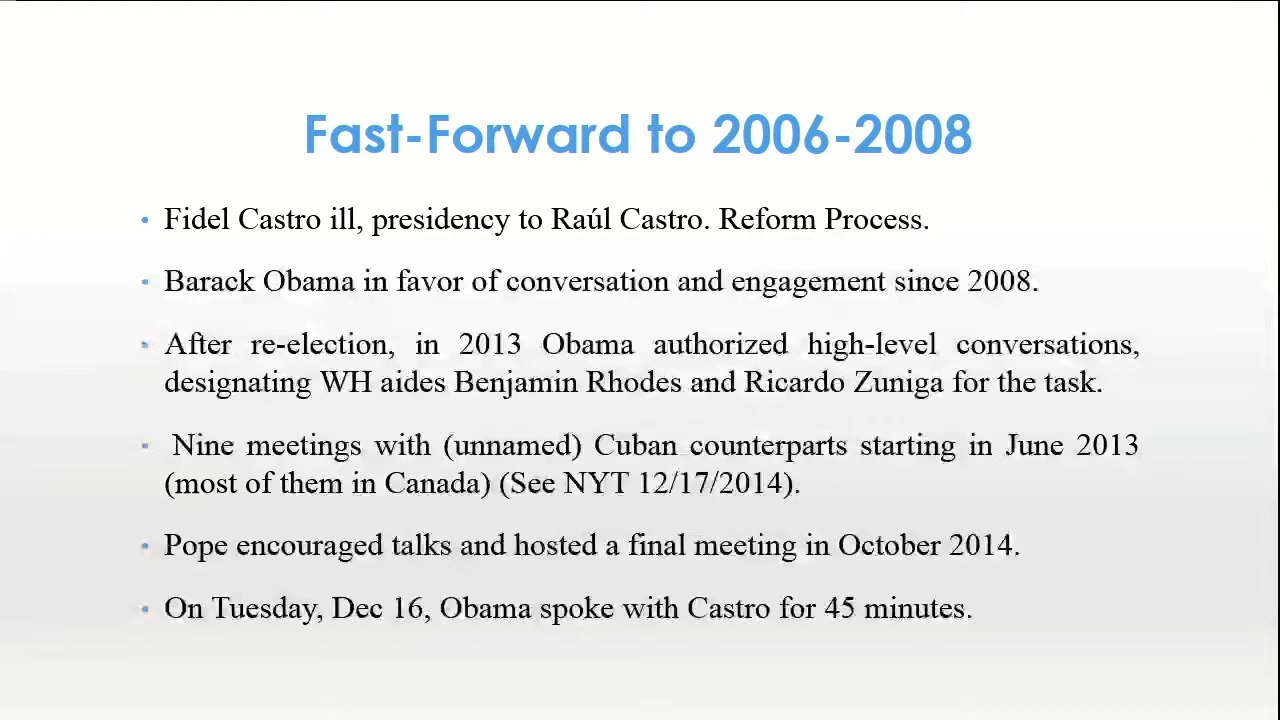 Fast-Forward to 2006-2008
• Fidel Castro ill, presidency to Raúl Castro. Reform Process.
• Barack Obama in favor of conversation and engagement since 2008.
• After re-election, in 2013 Obama authorized high-level conversations,
designating WH aides Benjamin Rhodes and Ricardo Zuniga for the task.
• Nine meetings with (unnamed) Cuban counterparts starting in June 2013
(most of them in Canada) (See NYT 12/17/2014).
• Pope encouraged talks and hosted a final meeting in October 2014.
• On Tuesday, Dec 16, Obama spoke with Castro for 45 minutes.